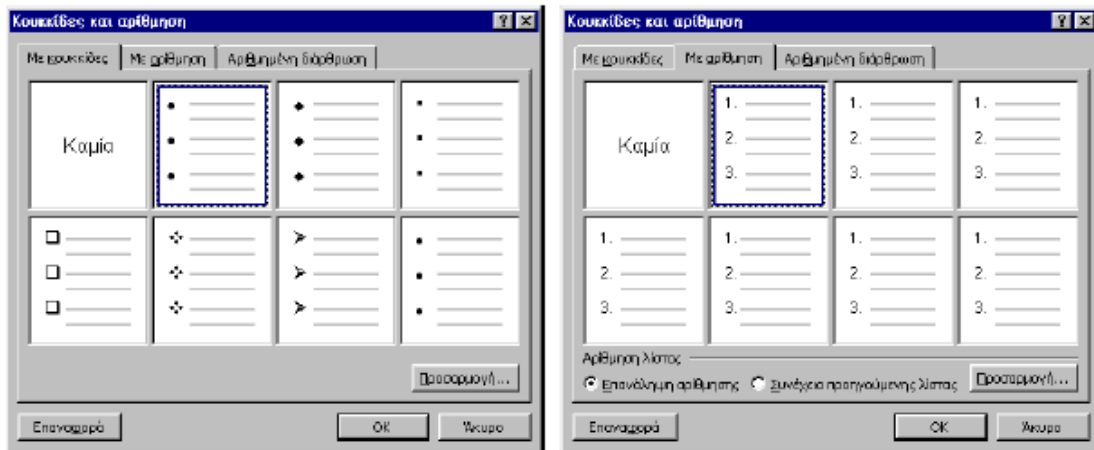 Κουκκίδες και αρίθμηση
Με κουκκίδες Με αρίθμηση Αριθμημένη διάρθρωση
Καμία
Προσαρμογή...
Επαναφορά OK Άκυρο
Κουκκίδες και αρίθμηση
Με κουκκίδες Με αρίθμηση Αριθμημένη διάρθρωση
Καμία 1. 1. 1.
2. 2. 2.
3. 3. 3.
1. 1. 1. 1.
2. 2. 2. 2.
3. 3. 3. 3.
Αρίθμηση λίστας
Επανάληψη αρίθμησης Συνέχεια προηγούμενης λίστας Προσαρμογή...
Επαναφορά OK Άκυρο